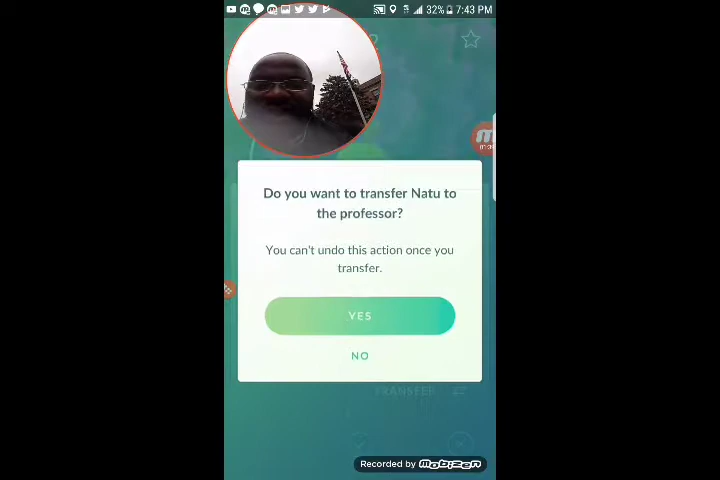 32% 7:43 PM
Do you want to transfer Natu to
the professor?
You can't undo this action once you
transfer.
YES
NO
TRANSFER
Recorded by mobizen